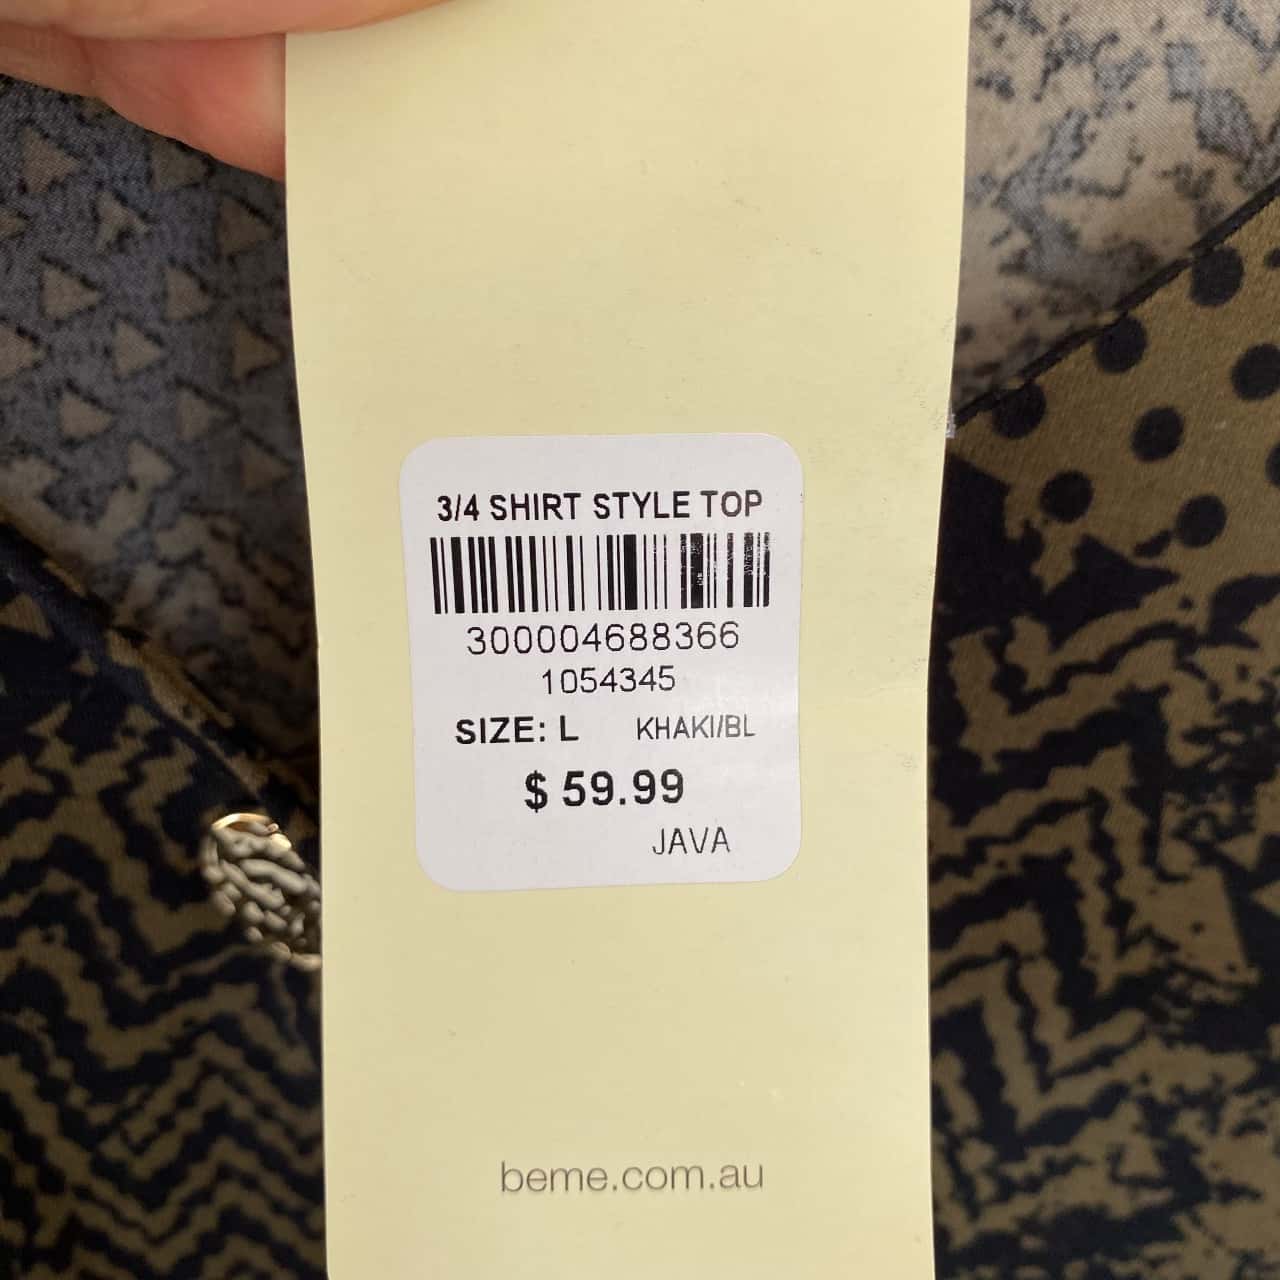 3/4 SHIRT STYLE TOP
300004688366
1054345
SIZE: L KHAKI/BL
$ 59.99
JAVA
beme.com.au